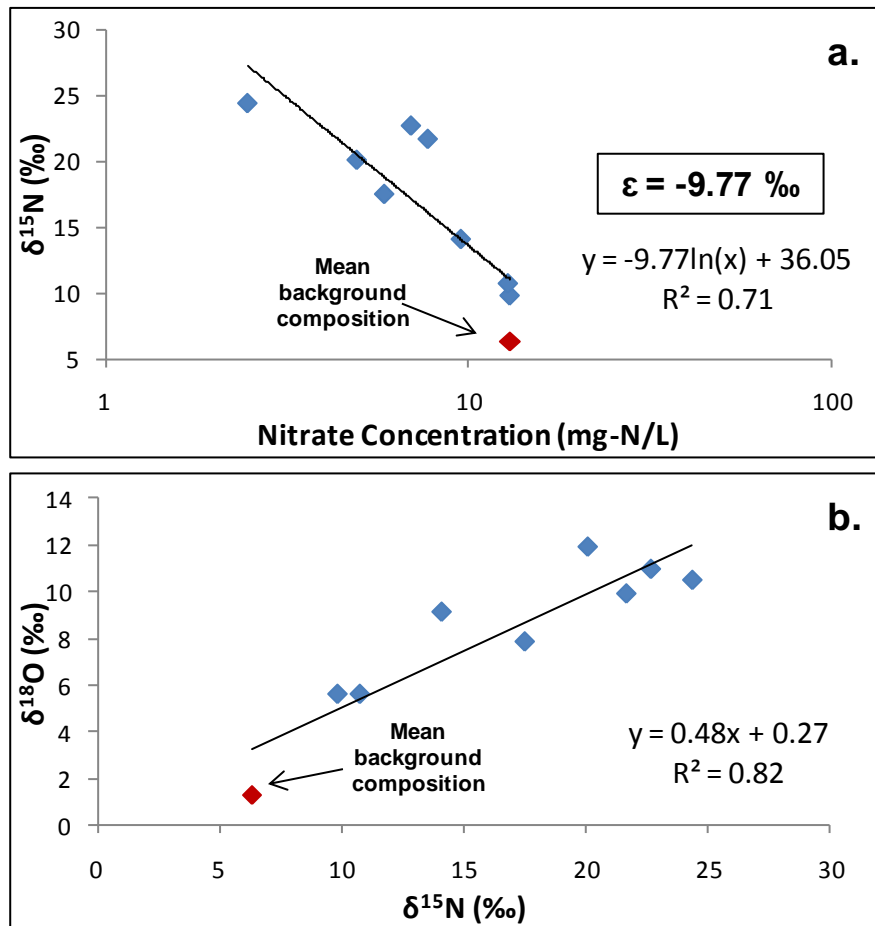 a.
30
25
20
15
10
5
δ¹⁵N (‰)
ε = -9.77 ‰
y = -9.77ln(x) + 36.05
R² = 0.71
Mean
background
composition
1
10
100
Nitrate Concentration (mg-N/L)
b.
14
12
10
8
6
4
2
0
δ¹⁸O (‰)
y = 0.48x + 0.27
R² = 0.82
Mean
background
composition
0
5
10
15
20
25
30
δ¹⁵N (‰)